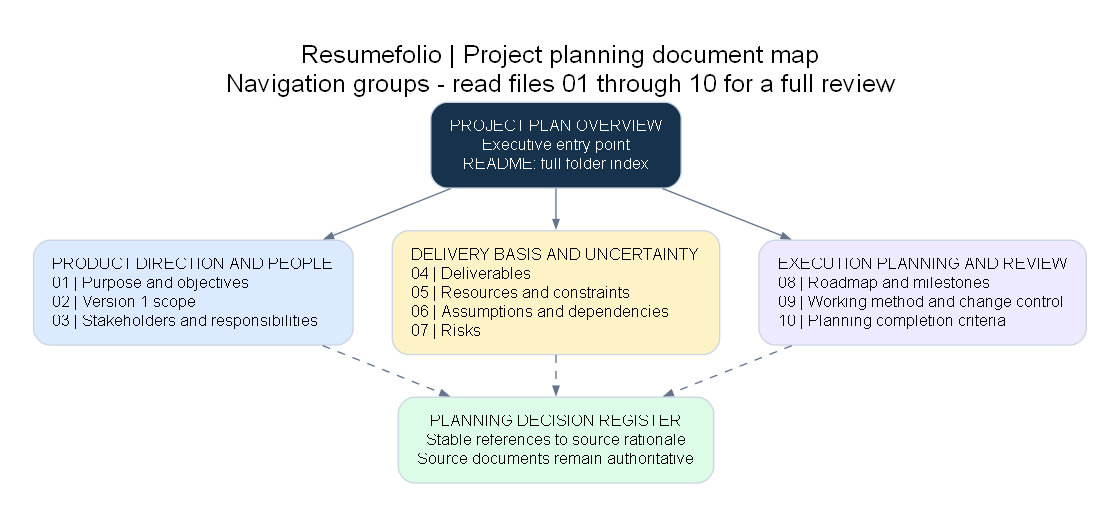 Resumefolio | Project planning document map
Navigation groups - read files 01 through 10 for a full review
PROJECT PLAN OVERVIEW
Executive entry point
README: full folder index
PRODUCT DIRECTION AND PEOPLE
01 | Purpose and objectives
02 | Version 1 scope
03 | Stakeholders and responsibilities
DELIVERY BASIS AND UNCERTAINTY
04 | Deliverables
05 | Resources and constraints
06 | Assumptions and dependencies
07 | Risks
EXECUTION PLANNING AND REVIEW
08 | Roadmap and milestones
09 | Working method and change control
10 | Planning completion criteria
PLANNING DECISION REGISTER
Stable references to source rationale
Source documents remain authoritative